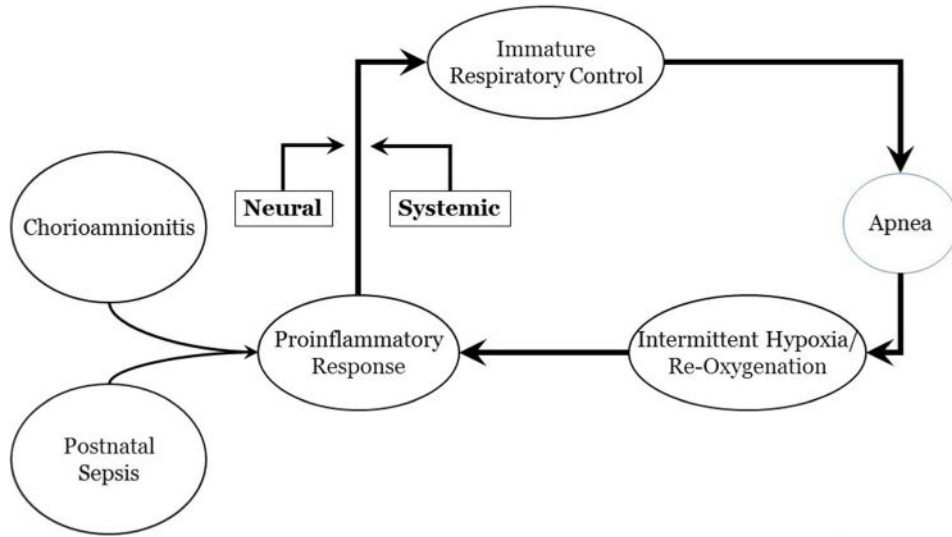 Immature
Respiratory Control
Neural
Systemic
Chorioamnionitis
Apnea
Proinflammatory
Response
Intermittent Hypoxia/
Re-Oxygenation
Postnatal
Sepsis